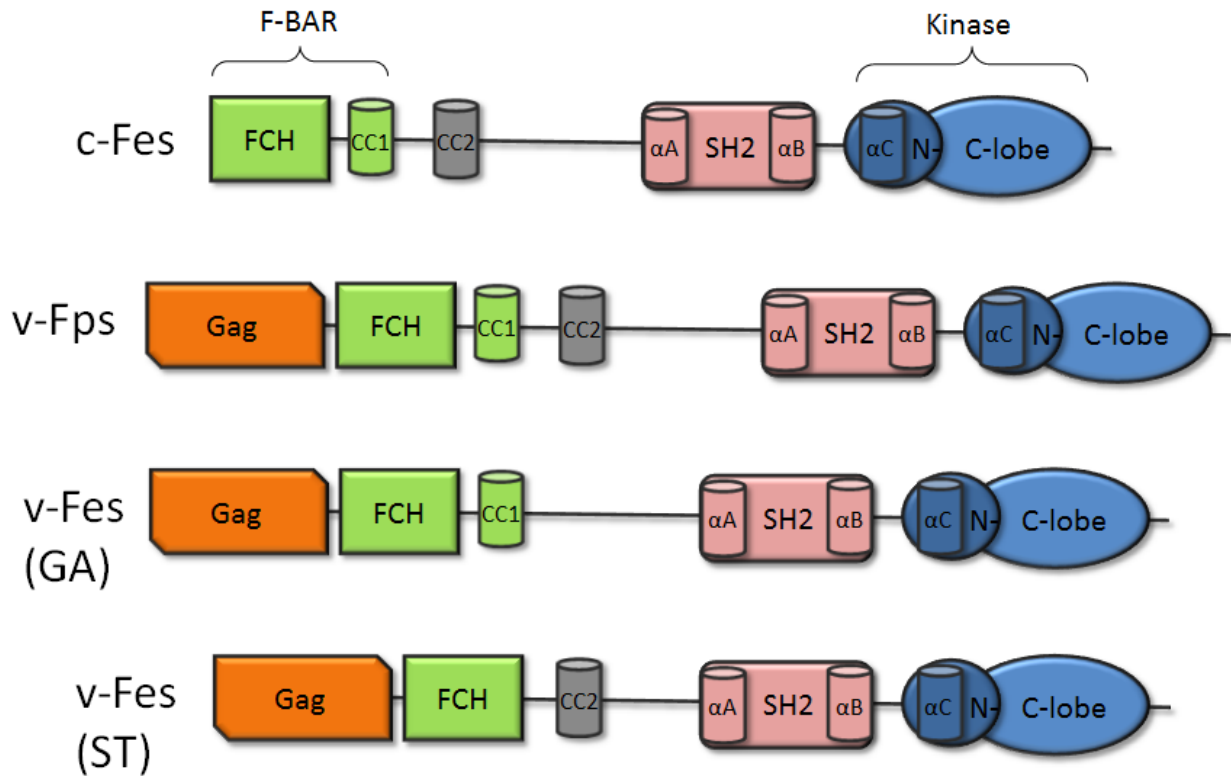 F-BAR
Kinase
c-Fes
FCH
CC1
CC2
αA
SH2
αB
αC
N-
C-lobe
v-Fps
Gag
FCH
CC1
CC2
αA
SH2
αB
αC
N-
C-lobe
v-Fes
(GA)
Gag
FCH
CC1
αA
SH2
αB
αC
N-
C-lobe
v-Fes
(ST)
Gag
FCH
CC2
αA
SH2
αB
αC
N-
C-lobe